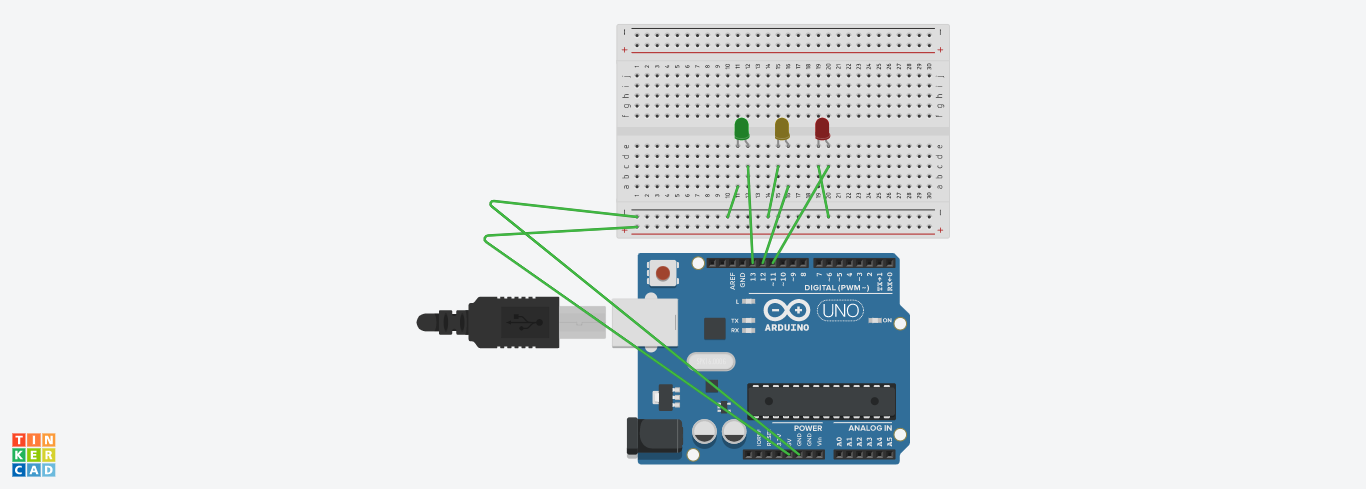 1 2 3 4 5 6 7 8 9 10 11 12 13 14 15 16 17 18 19 20 21 22 23 24 25 26 27 28 29 30
j j
i i
h h
g g
f f
e e
d d
c c
b b
a a
1 2 3 4 5 6 7 8 9 10 11 12 13 14 15 16 17 18 19 20 21 22 23 24 25 26 27 28 29 30
AREF GND 13 12 ~11 ~10 ~9 8 7 ~6 ~5 4 ~3 2 TX→1 RX←0
DIGITAL (PWM~)
L
TX
RX
ARDUINO
UNO
ON
POWER
ANALOG IN
IOREF 5V GND GND Vin A0 A1 A2 A3 A4 A5
TIN
KER
CAD